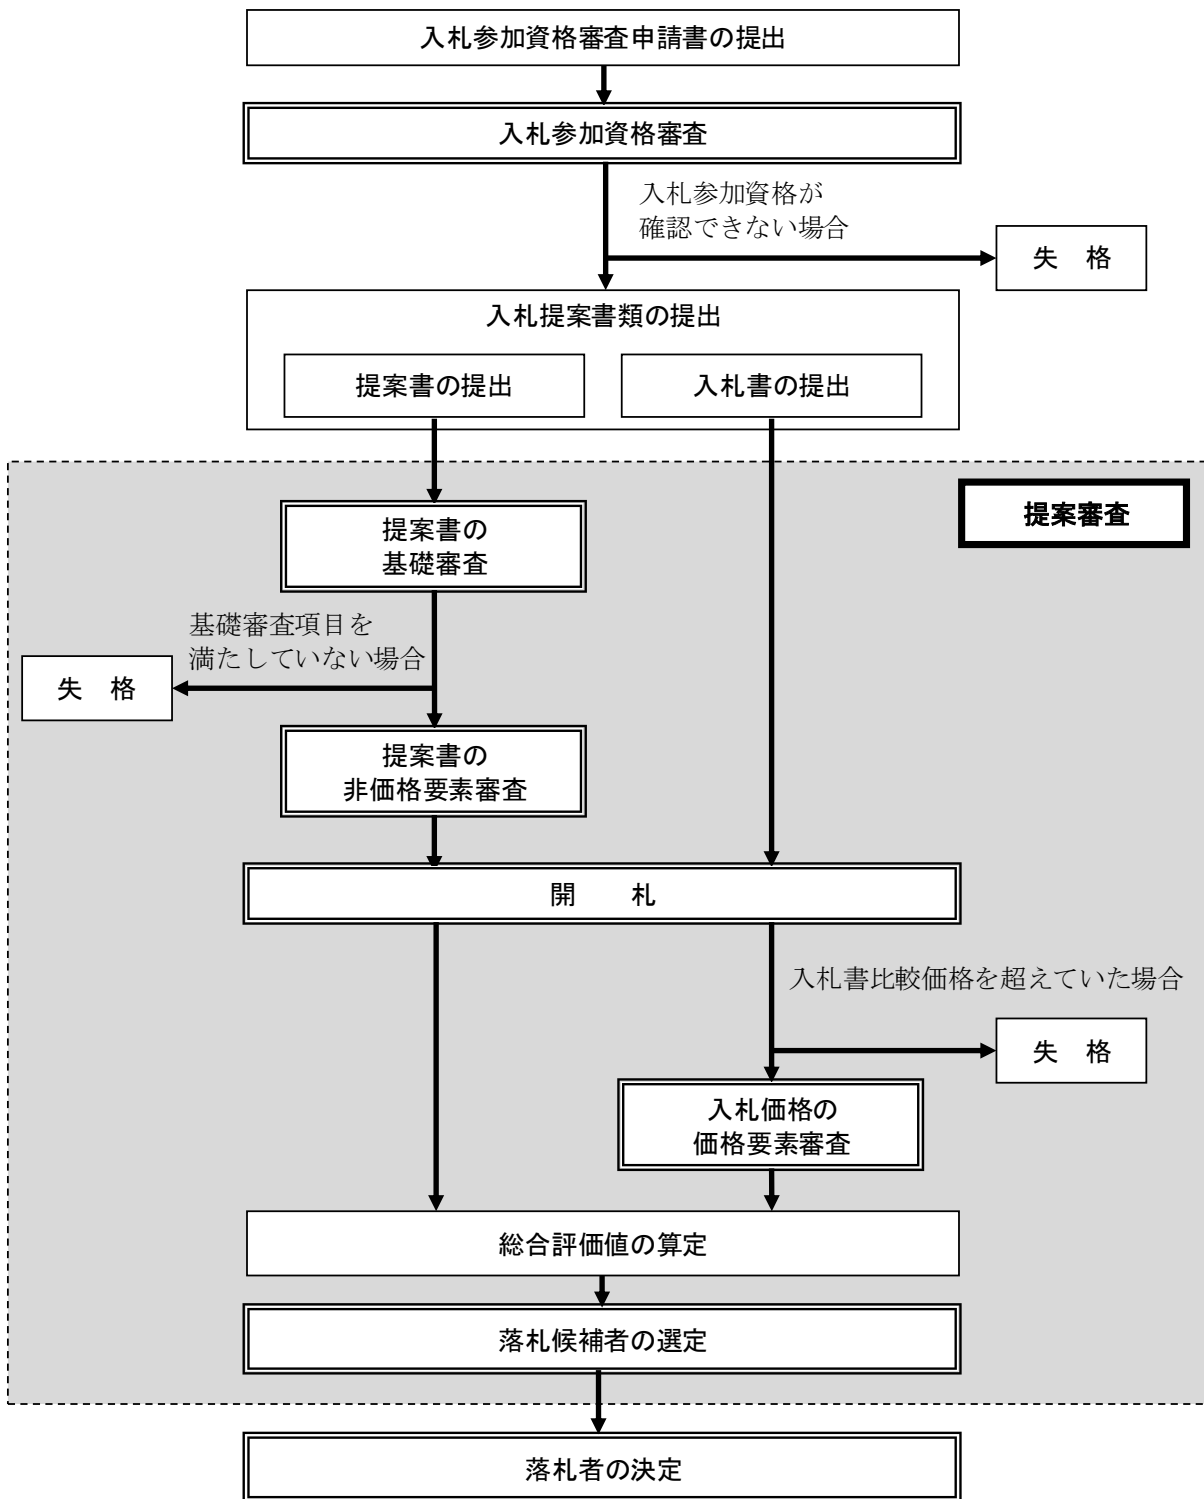 入札参加資格審査申請書の提出
入札参加資格審査
入札参加資格が
確認できない場合
失　格
入札提案書類の提出
提案書の提出
入札書の提出
提案審査
提案書の
基礎審査
基礎審査項目を
満たしていない場合
失　格
提案書の
非価格要素審査
開　　札
入札書比較価格を超えていた場合
失　格
入札価格の
価格要素審査
総合評価値の算定
落札候補者の選定
落札者の決定